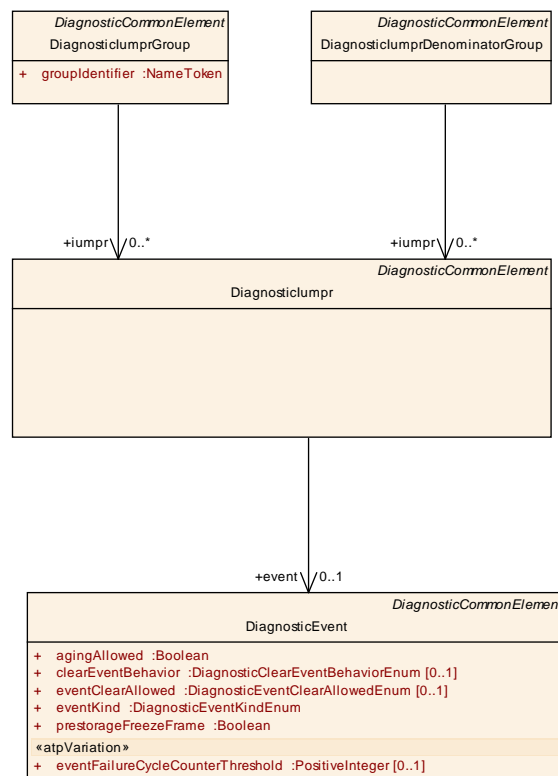 DiagnosticCommonElement
DiagnosticIumprGroup
+ groupIdentifier :NameToken
DiagnosticCommonElement
DiagnosticIumprDenominatorGroup
+iumpr 0..*
+iumpr 0..*
DiagnosticCommonElement
DiagnosticIumpr
+event 0..1
DiagnosticCommonElemen
DiagnosticEvent
+ agingAllowed :Boolean
+ clearEventBehavior :DiagnosticClearEventBehaviorEnum [0..1]
+ eventClearAllowed :DiagnosticEventClearAllowedEnum [0..1]
+ eventKind :DiagnosticEventKindEnum
+ prestorageFreezeFrame :Boolean
«atpVariation»
+ eventFailureCycleCounterThreshold :PositiveInteger [0..1]